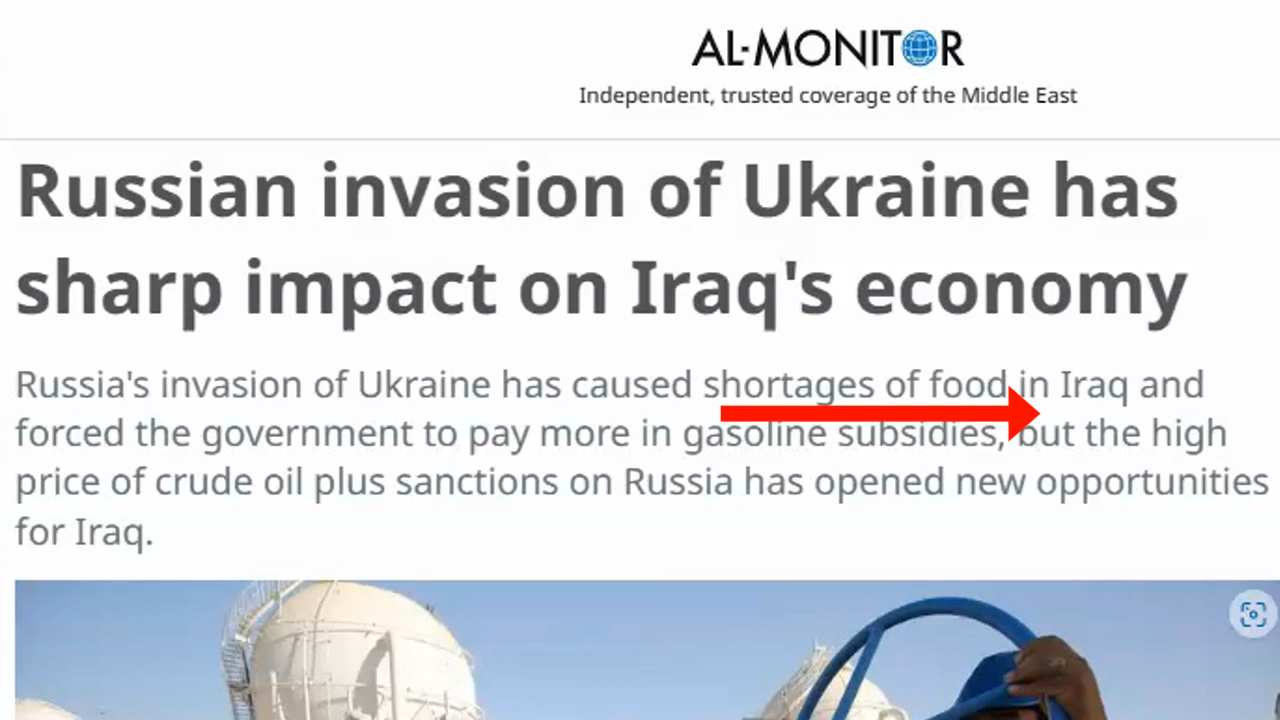 AL-MONITOR
Independent, trusted coverage of the Middle East
Russian invasion of Ukraine has
sharp impact on Iraq's economy
Russia's invasion of Ukraine has caused shortages of food in Iraq and
forced the government to pay more in gasoline subsidies, but the high
price of crude oil plus sanctions on Russia has opened new opportunities
for Iraq.